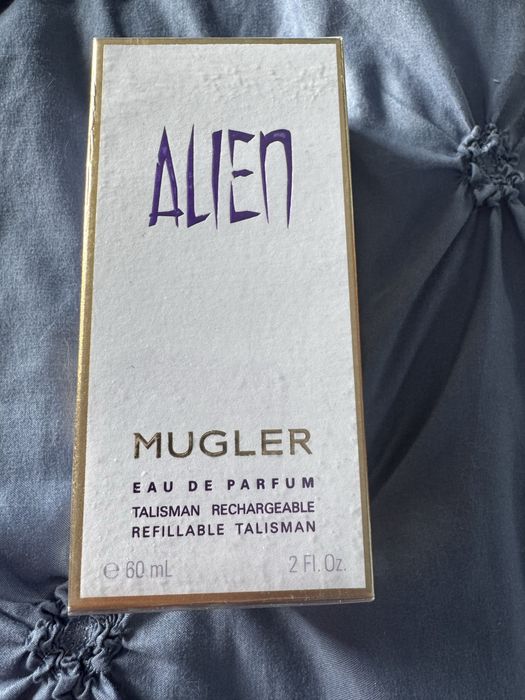 ALIEN
MUGLER
EAU DE PARFUM
TALISMAN RECHARGEABLE
REFILLABLE TALISMAN
℮ 60 mL 2 Fl. Oz.